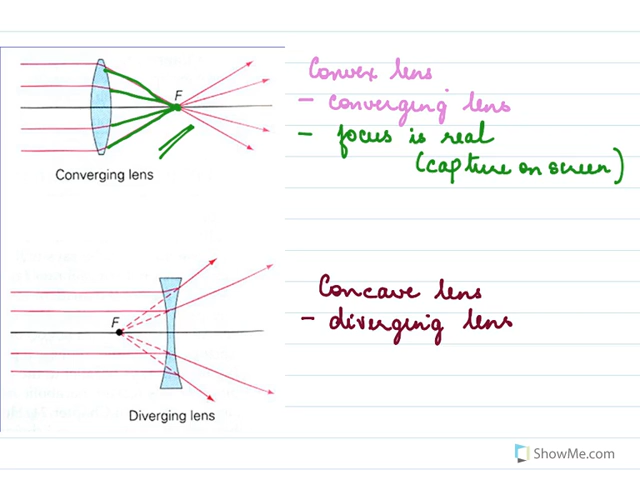 F
Converging lens
Convex lens
- converging lens
- focus is real
(capture on screen)
F
Diverging lens
Concave lens
- diverging lens
ShowMe.com